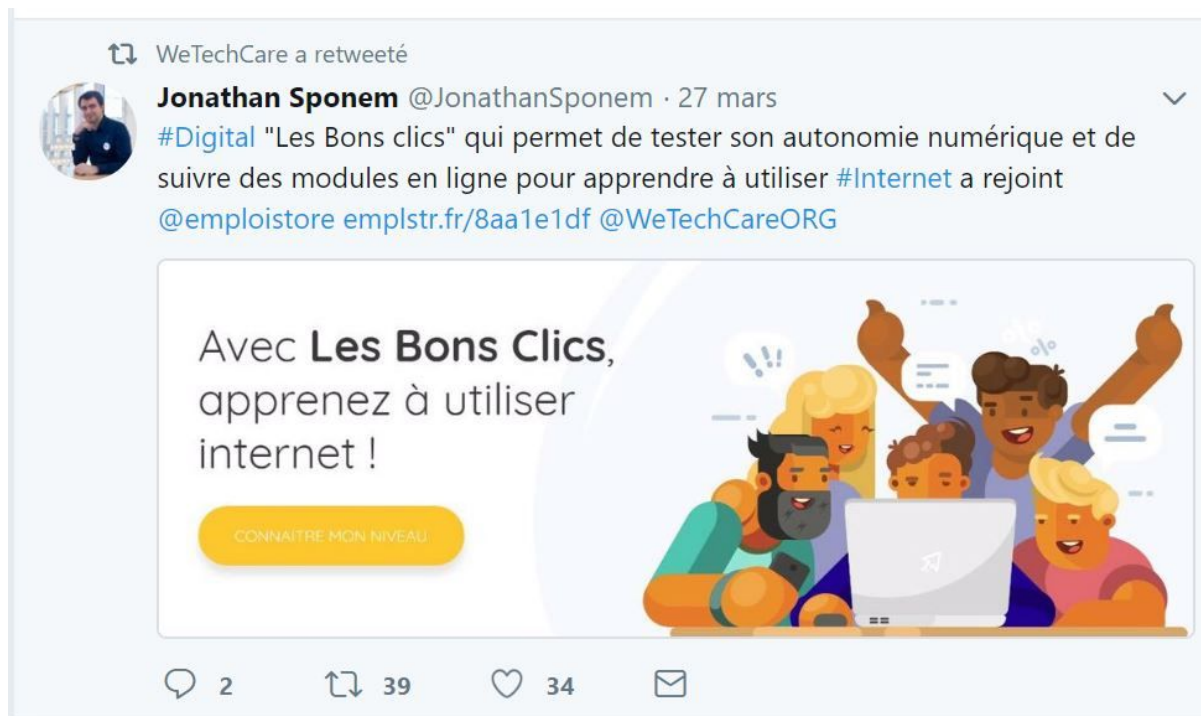 WeTechCare a retweeté
Jonathan Sponem @JonathanSponem · 27 mars
#Digital "Les Bons clics" qui permet de tester son autonomie numérique et de
suivre des modules en ligne pour apprendre à utiliser #Internet a rejoint
@emploistore emplstr.fr/8aa1e1df @WeTechCareORG
Avec Les Bons Clics,
apprenez à utiliser
internet !
CONNAÎTRE MON NIVEAU
!!!
%
%
2 39 34